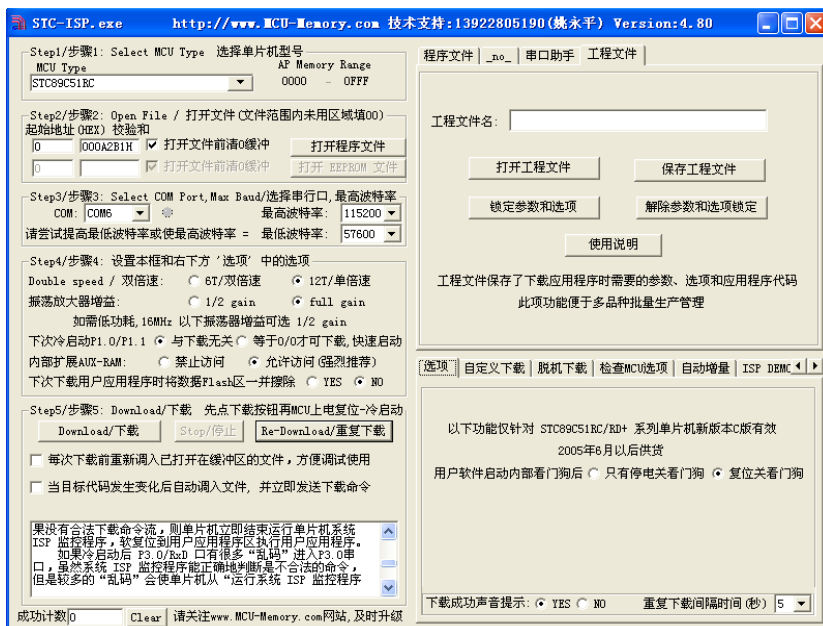 STC-ISP.exe http://www.MCU-Memory.com 技术支持:13922805190(姚永平) Version:4.80
Step1/步骤1: Select MCU Type 选择单片机型号
MCU Type AP Memory Range
STC89C51RC 0000 - 0FFF
Step2/步骤2: Open File / 打开文件(文件范围内未用区域填00)
起始地址(HEX) 校验和
0 000A2B1H 打开文件前清0缓冲 打开程序文件
0 打开文件前清0缓冲 打开 EEPROM 文件
Step3/步骤3: Select COM Port,Max Baud/选择串行口,最高波特率
COM: COM6 最高波特率: 115200
请尝试提高最低波特率或使最高波特率 = 最低波特率: 57600
Step4/步骤4: 设置本框和右下方 '选项' 中的选项
Double speed / 双倍速: 6T/双倍速 12T/单倍速
振荡放大器增益: 1/2 gain full gain
如需低功耗,16MHz 以下振荡器增益可选 1/2 gain
下次冷启动P1.0/P1.1 与下载无关 等于0/0才可下载,快速启动
内部扩展AUX-RAM: 禁止访问 允许访问(强烈推荐)
下次下载用户应用程序时将数据Flash区一并擦除 YES NO
Step5/步骤5: Download/下载 先点下载按钮再MCU上电复位-冷启动
Download/下载 Stop/停止 Re-Download/重复下载
每次下载前重新调入已打开在缓冲区的文件，方便调试使用
当目标代码发生变化后自动调入文件, 并立即发送下载命令
果没有合法下载命令流，则单片机立即结束运行单片机系统
ISP 监控程序，软复位到用户应用程序区执行用户应用程序。
如果冷启动后 P3.0/RxD 口有很多“乱码”进入P3.0串
口，虽然系统 ISP 监控程序能正确地判断是不合法的命令，
但是较多的“乱码”会使单片机从“运行系统 ISP 监控程序
成功计数 0 Clear 请关注www.MCU-Memory.com网站,及时升级
程序文件 _no_ 串口助手 工程文件
工程文件名:
打开工程文件 保存工程文件
锁定参数和选项 解除参数和选项锁定
使用说明
工程文件保存了下载应用程序时需要的参数、选项和应用程序代码
此项功能便于多品种批量生产管理
选项 自定义下载 脱机下载 检查MCU选项 自动增量 ISP DEMC
以下功能仅针对 STC89C51RC/RD+ 系列单片机新版本C版有效
2005年6月以后供货
用户软件启动内部看门狗后 只有停电关看门狗 复位关看门狗
下载成功声音提示: YES NO 重复下载间隔时间(秒) 5